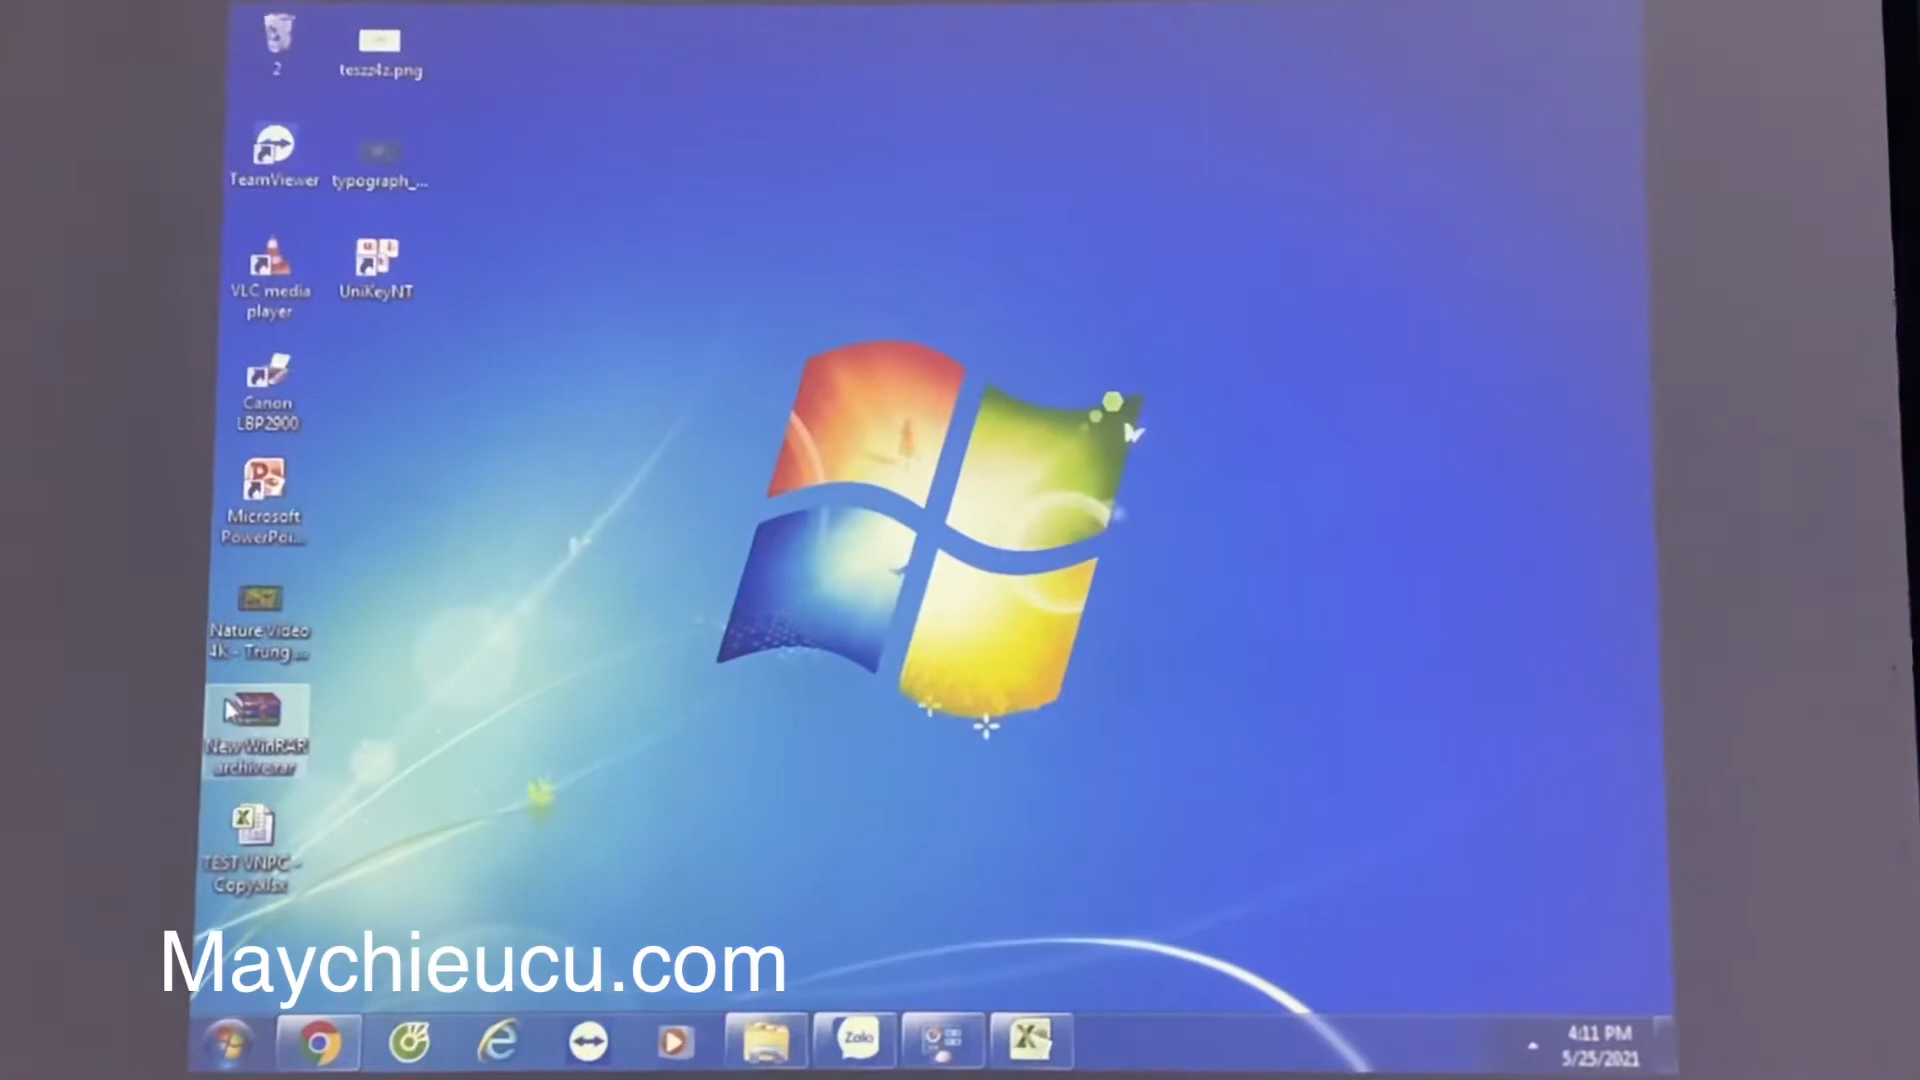 2
teszz4z.png
TeamViewer
typograph_...
VLC media
player
UniKeyNT
Canon
LBP2900
Microsoft
PowerPoi...
Nature Video
4K - Trung ...
New WinRAR
archive.rar
TEST VNPC -
Copy.xlsx
Maychieucu.com
Zalo
4:11 PM
5/25/2021